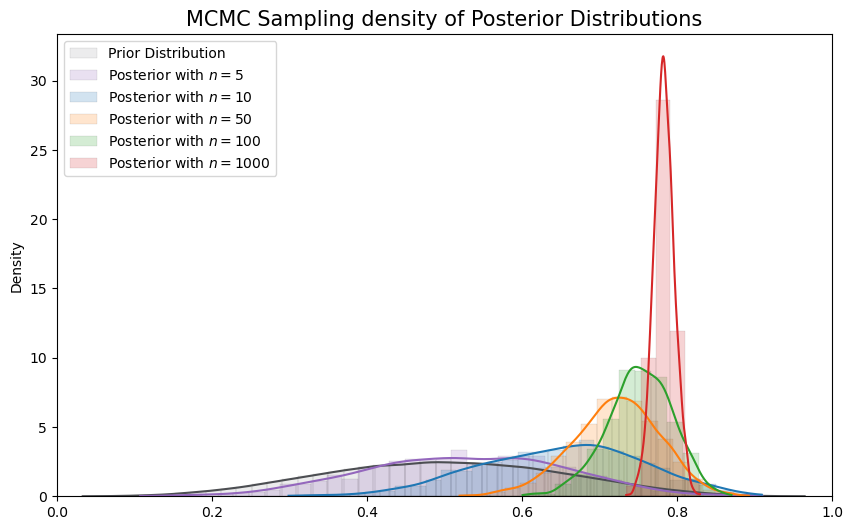 MCMC Sampling density of Posterior Distributions
Prior Distribution
Posterior with n = 5
Posterior with n = 10
Posterior with n = 50
Posterior with n = 100
Posterior with n = 1000
Density
30
25
20
15
10
5
0
0.0 0.2 0.4 0.6 0.8 1.0